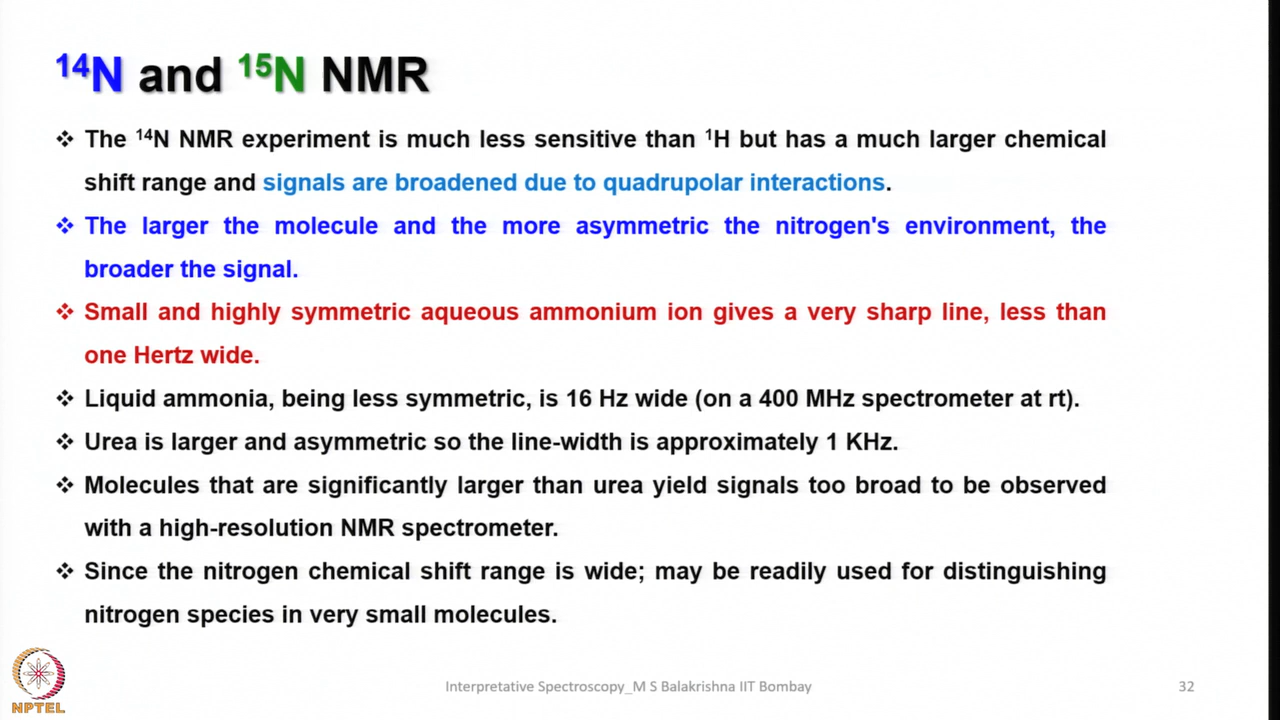 ¹⁴N and ¹⁵N NMR
❖ The ¹⁴N NMR experiment is much less sensitive than ¹H but has a much larger chemical
shift range and signals are broadened due to quadrupolar interactions.
❖ The larger the molecule and the more asymmetric the nitrogen's environment, the
broader the signal.
❖ Small and highly symmetric aqueous ammonium ion gives a very sharp line, less than
one Hertz wide.
❖ Liquid ammonia, being less symmetric, is 16 Hz wide (on a 400 MHz spectrometer at rt).
❖ Urea is larger and asymmetric so the line-width is approximately 1 KHz.
❖ Molecules that are significantly larger than urea yield signals too broad to be observed
with a high-resolution NMR spectrometer.
❖ Since the nitrogen chemical shift range is wide; may be readily used for distinguishing
nitrogen species in very small molecules.
NPTEL
Interpretative Spectroscopy_M S Balakrishna IIT Bombay
32